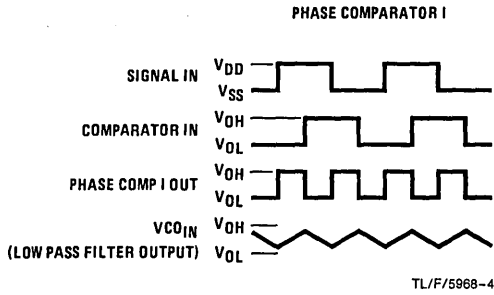 PHASE COMPARATOR I
SIGNAL IN
VDD
VSS
COMPARATOR IN
VOH
VOL
PHASE COMP I OUT
VOH
VOL
VCOIN
(LOW PASS FILTER OUTPUT)
VOH
VOL
TL/F/5968-4